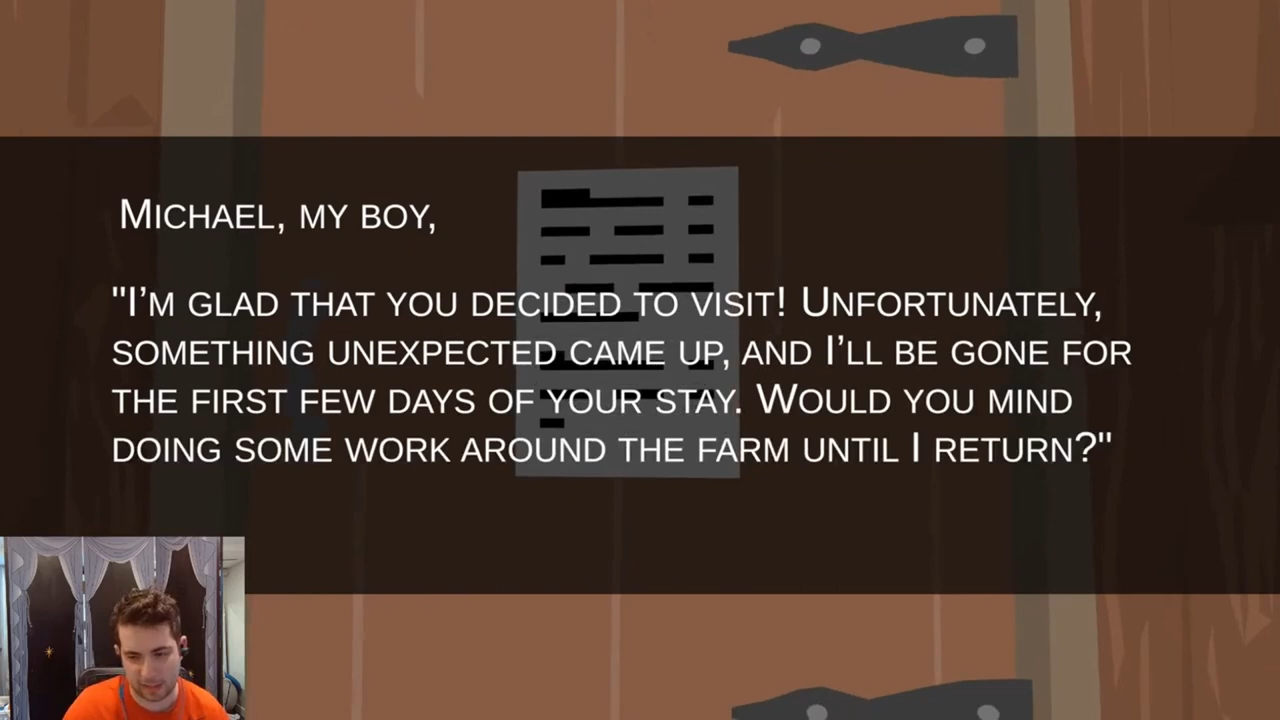 Michael, my boy,
"I’m glad that you decided to visit! Unfortunately,
something unexpected came up, and I’ll be gone for
the first few days of your stay. Would you mind
doing some work around the farm until I return?"